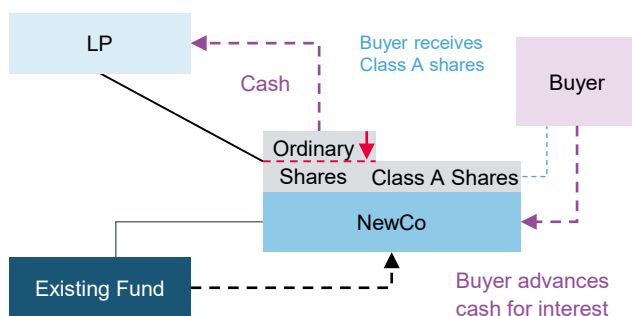 LP
Buyer receives
Class A shares
Buyer
Cash
Ordinary
Shares
Class A Shares
NewCo
Existing Fund
Buyer advances
cash for interest